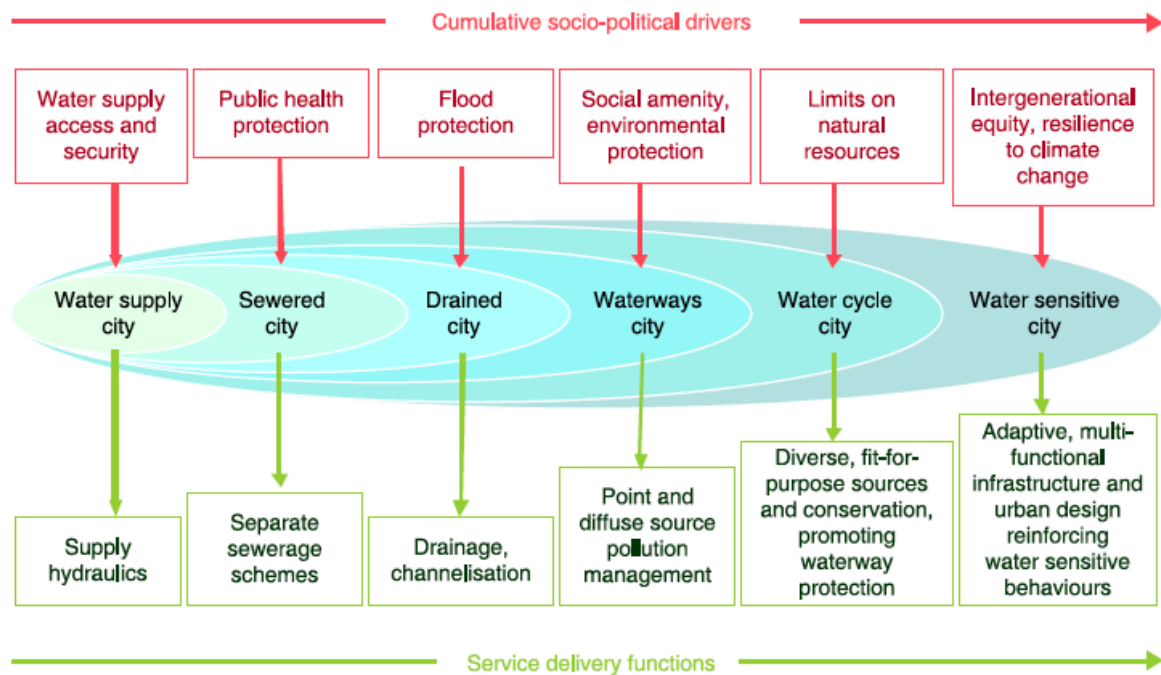 Cumulative socio-political drivers
Water supply
access and
security
Public health
protection
Flood
protection
Social amenity,
environmental
protection
Limits on
natural
resources
Intergenerational
equity, resilience
to climate
change
Water supply
city
Sewered
city
Drained
city
Waterways
city
Water cycle
city
Water sensitive
city
Supply
hydraulics
Separate
sewerage
schemes
Drainage,
channelisation
Point and
diffuse source
pollution
management
Diverse, fit-for-
purpose sources
and conservation,
promoting
waterway
protection
Adaptive, multi-
functional
infrastructure and
urban design
reinforcing
water sensitive
behaviours
Service delivery functions